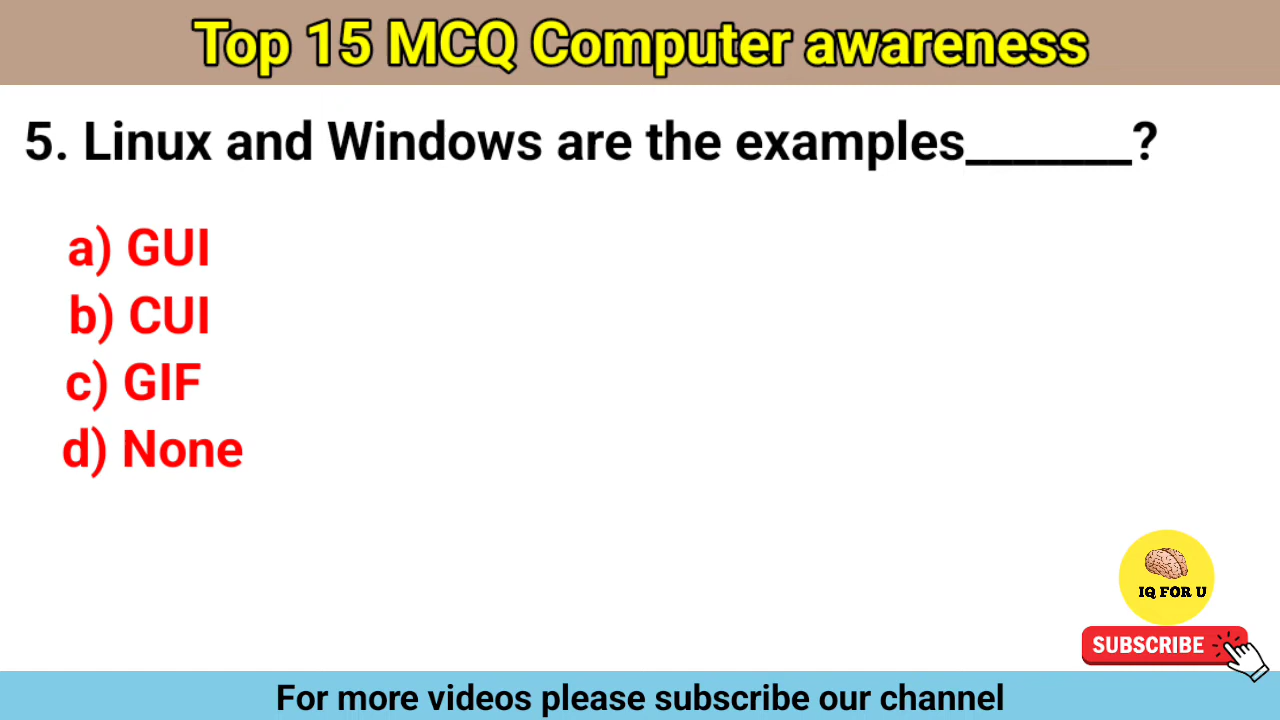 Top 15 MCQ Computer awareness
5. Linux and Windows are the examples_______?
a) GUI
b) CUI
c) GIF
d) None
IQ FOR U
SUBSCRIBE
For more videos please subscribe our channel